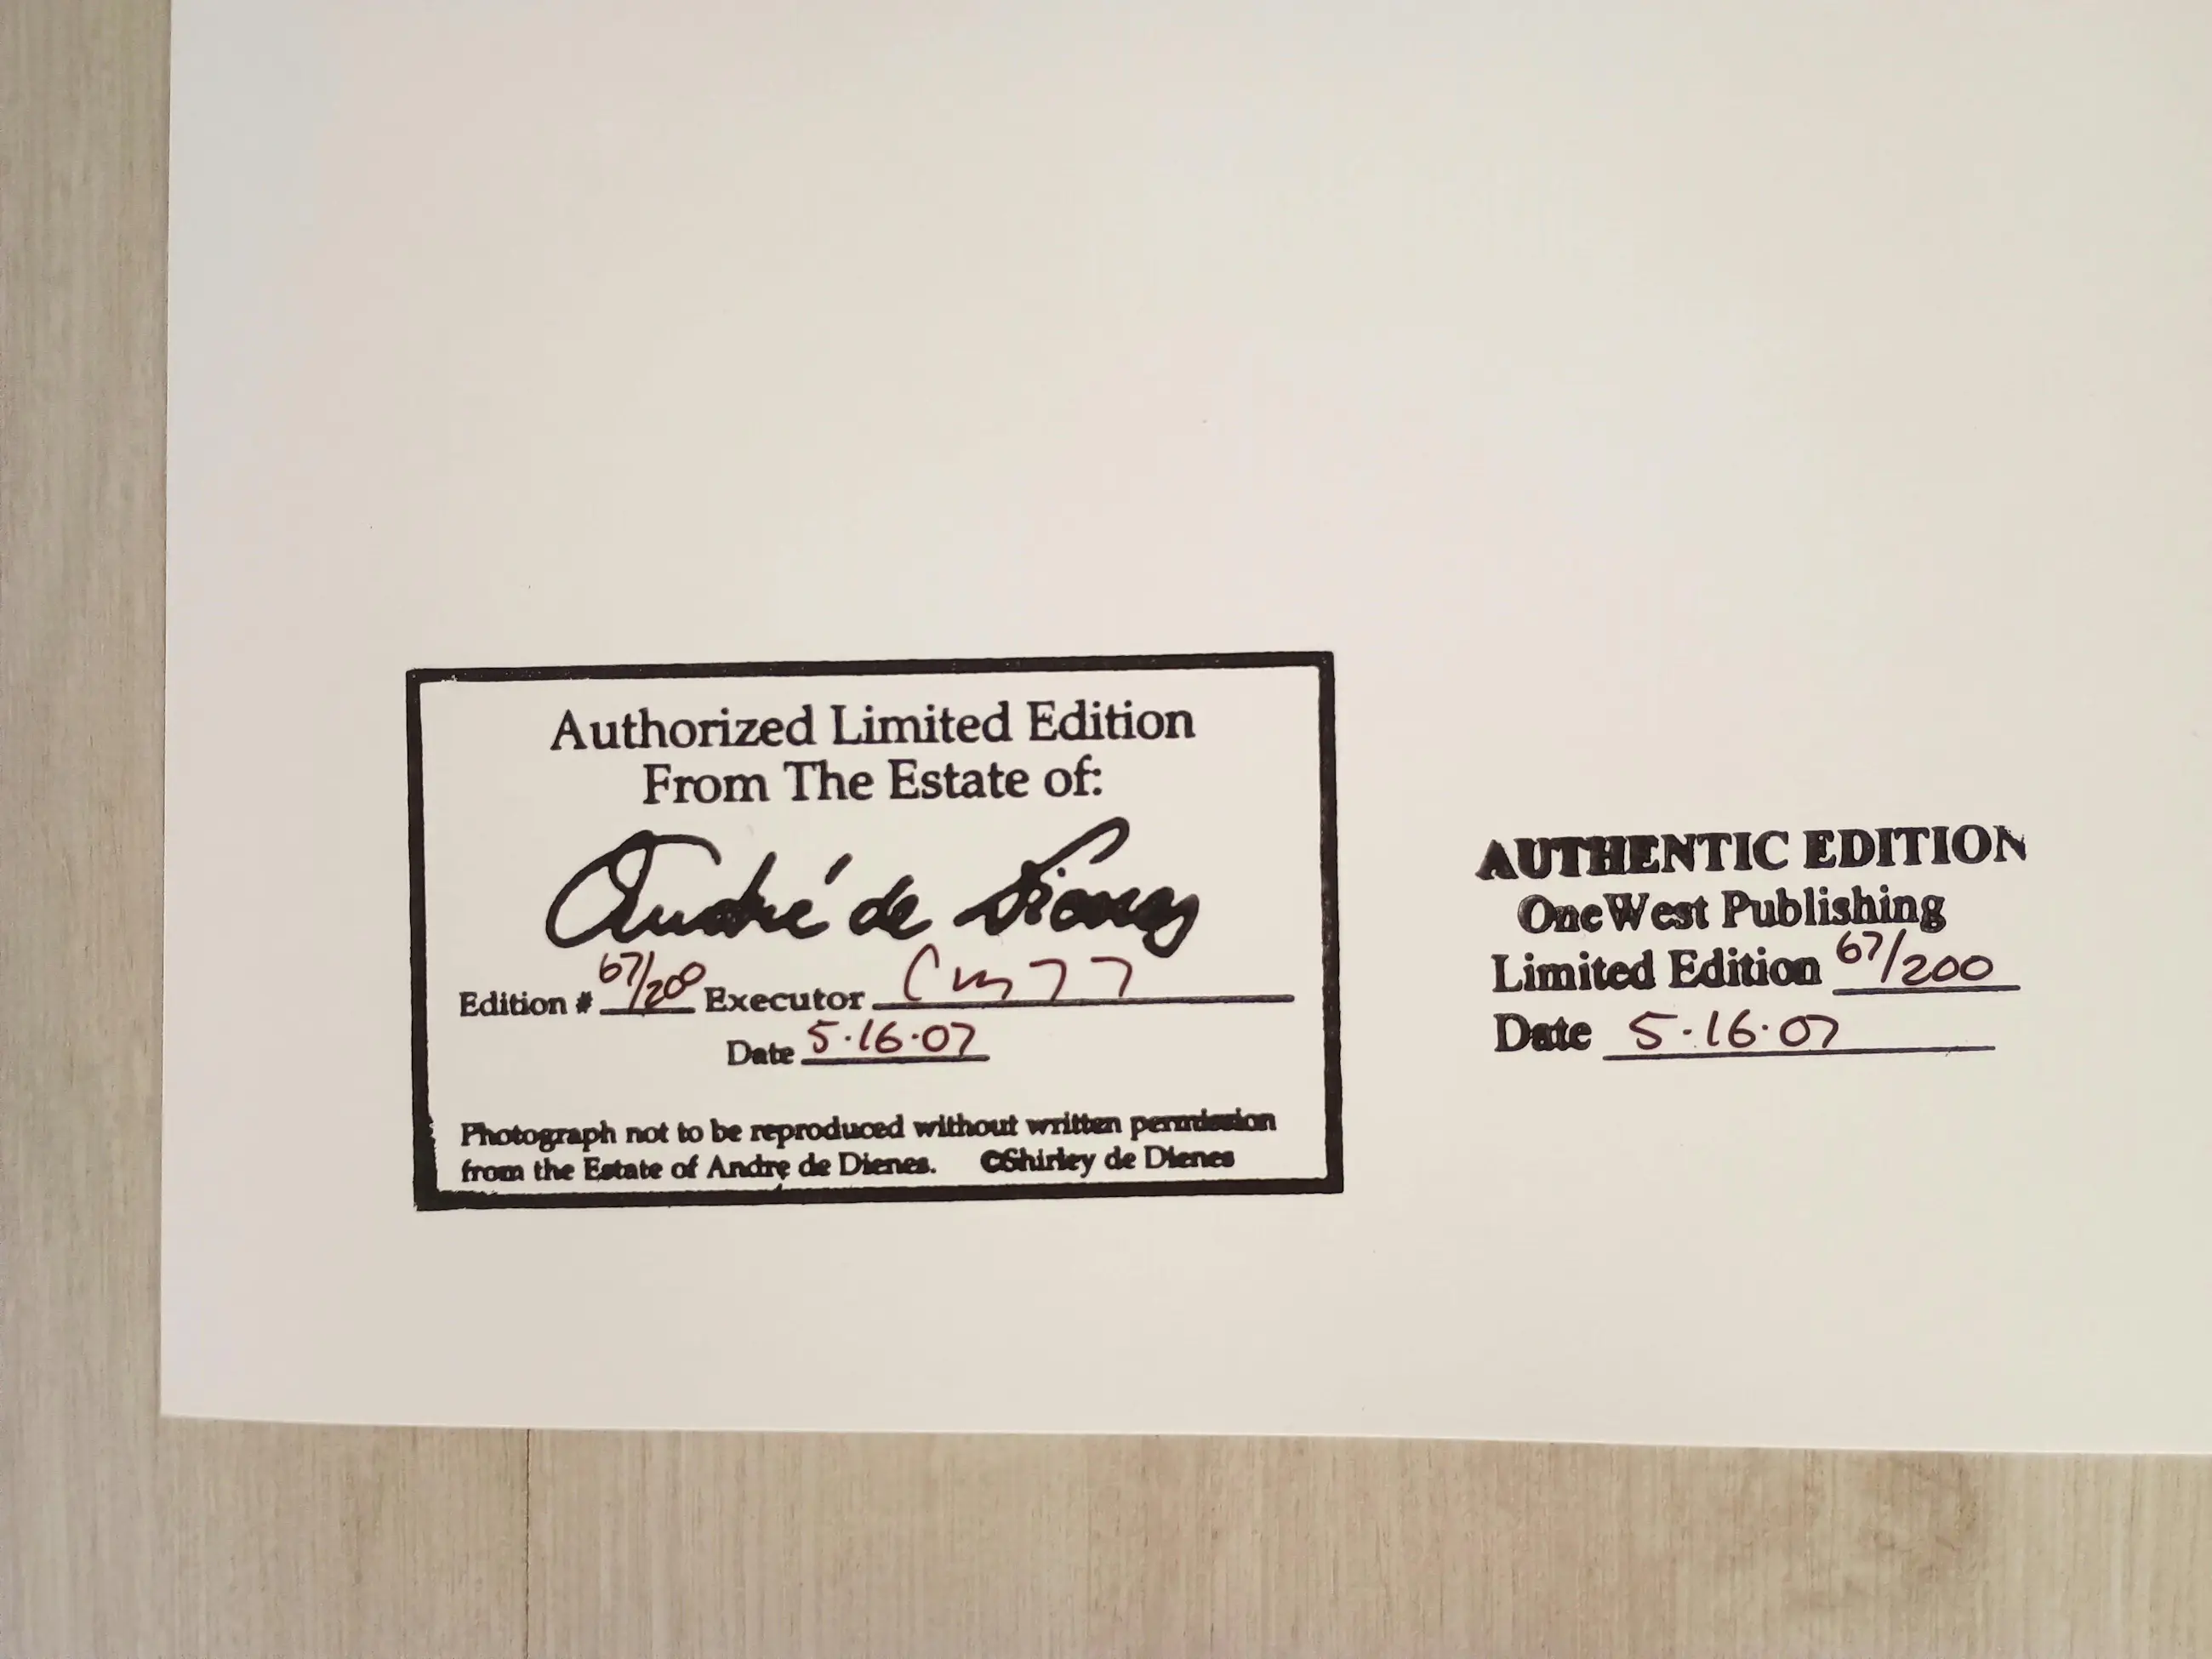 Authorized Limited Edition
From The Estate of:
André de Dienes
Edition # 67/200 Executor
Date 5·16·07
Photograph not to be reproduced without written permission
from the Estate of Andre de Dienes. ©Shirley de Dienes
AUTHENTIC EDITION
OneWest Publishing
Limited Edition 67/200
Date 5·16·07